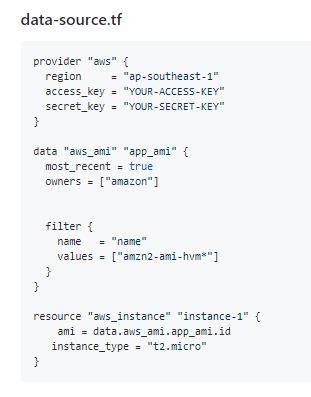 data-source.tf
provider "aws" {
region     = "ap-southeast-1"
access_key = "YOUR-ACCESS-KEY"
secret_key = "YOUR-SECRET-KEY"
}
data "aws_ami" "app_ami" {
most_recent = true
owners = ["amazon"]
filter {
name   = "name"
values = ["amzn2-ami-hvm*"]
}
}
resource "aws_instance" "instance-1" {
ami = data.aws_ami.app_ami.id
instance_type = "t2.micro"
}